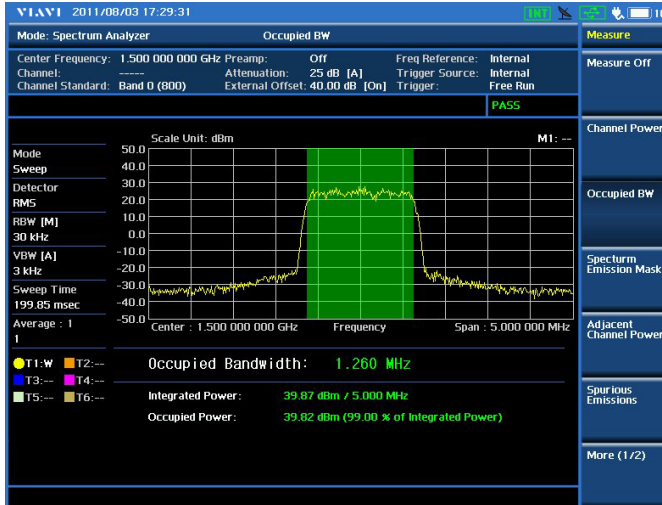 VIAVI 2011/08/03 17:29:31 INT
Mode: Spectrum Analyzer Occupied BW
Center Frequency: 1.500 000 000 GHz Preamp: Off Freq Reference: Internal
Channel: ----- Attenuation: 25 dB [A] Trigger Source: Internal
Channel Standard: Band 0 (800) External Offset: 40.00 dB [On] Trigger: Free Run
PASS
Scale Unit: dBm M1: --
50.0
40.0
30.0
20.0
10.0
0.0
-10.0
-20.0
-30.0
-40.0
-50.0
Mode
Sweep
Detector
RMS
RBW [M]
30 kHz
VBW [A]
3 kHz
Sweep Time
199.85 msec
Average : 1
1
Center : 1.500 000 000 GHz Frequency Span : 5.000 000 MHz
T1:W T2:--
T3:-- T4:--
T5:-- T6:--
Occupied Bandwidth: 1.260 MHz
Integrated Power: 39.87 dBm / 5.000 MHz
Occupied Power: 39.82 dBm (99.00 % of Integrated Power)
Measure
Measure Off
Channel Power
Occupied BW
Specturm
Emission Mask
Adjacent
Channel Power
Spurious
Emissions
More (1/2)